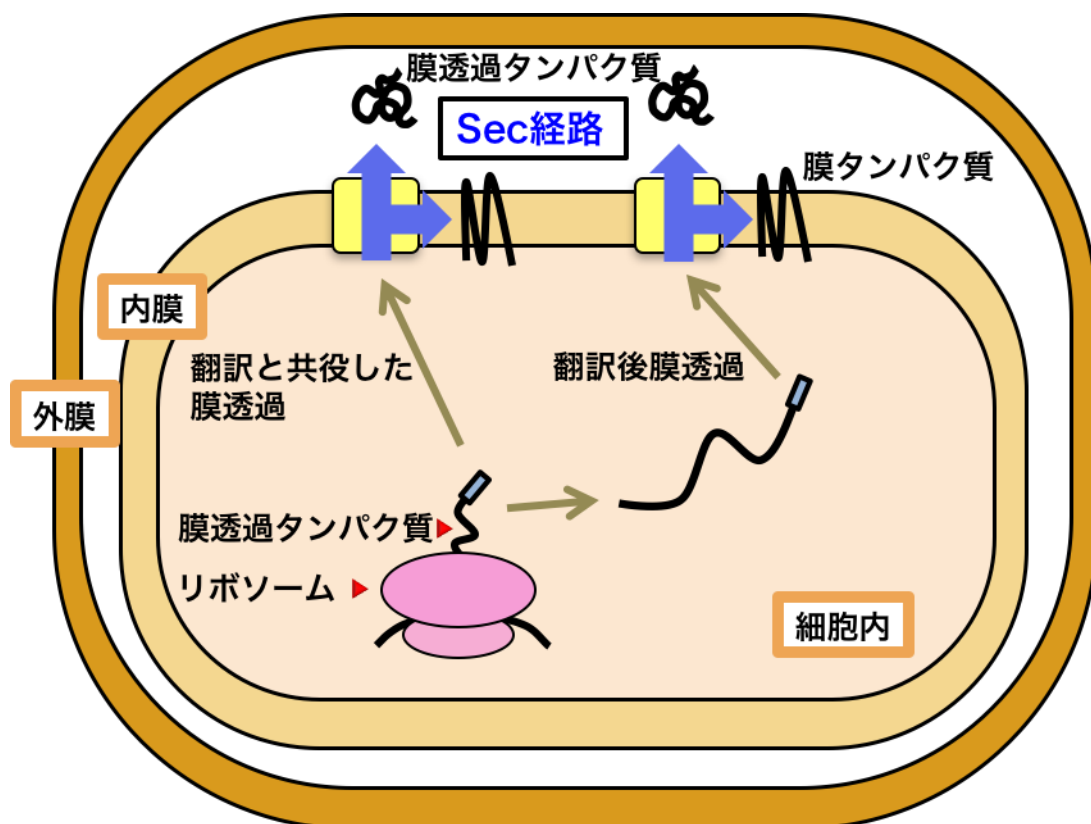 膜透過タンパク質
Sec経路
膜タンパク質
内膜
翻訳と共役した
膜透過
翻訳後膜透過
外膜
膜透過タンパク質
リボソーム
細胞内